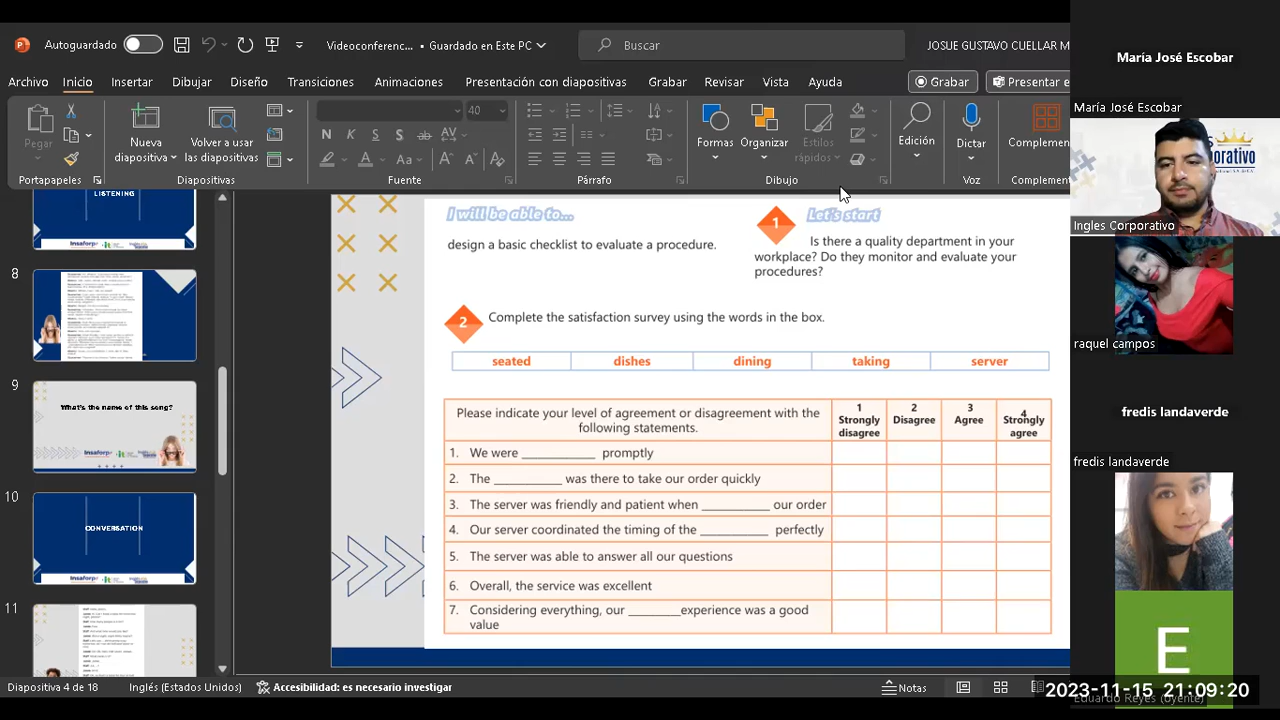 Autoguardado
Videoconferenc... • Guardado en Este PC
Buscar
JOSUE GUSTAVO CUELLAR M
Archivo Inicio Insertar Dibujar Diseño Transiciones Animaciones Presentación con diapositivas Grabar Revisar Vista Ayuda
Grabar
Presentar e
40
Pegar
Nueva diapositiva
Volver a usar las diapositivas
Formas
Organizar
Estilos rápidos
Edición
Dictar
Complemen
Portapapeles
Diapositivas
Fuente
Párrafo
Dibujo
Voz
Complement
LISTENING
8
9
What's the name of this song?
10
CONVERSATION
11
I will be able to...
design a basic checklist to evaluate a procedure.
1
Let's start
Is there a quality department in your
workplace? Do they monitor and evaluate your
procedures?
2
Complete the satisfaction survey using the words in the box.
seated dishes dining taking server
Please indicate your level of agreement or disagreement with the
following statements.
1 Strongly disagree
2 Disagree
3 Agree
4 Strongly agree
1. We were ___________ promptly
2. The ___________ was there to take our order quickly
3. The server was friendly and patient when __________ our order
4. Our server coordinated the timing of the __________ perfectly
5. The server was able to answer all our questions
6. Overall, the service was excellent
7. Considering everything, our ________experience was a good
value
Diapositiva 4 de 18
Inglés (Estados Unidos)
Accesibilidad: es necesario investigar
Notas
María José Escobar
María José Escobar
Ingles Corporativo
raquel campos
fredis landaverde
fredis landaverde
E
Eduardo Reyes (oyente)
2023-11-15 21:09:20